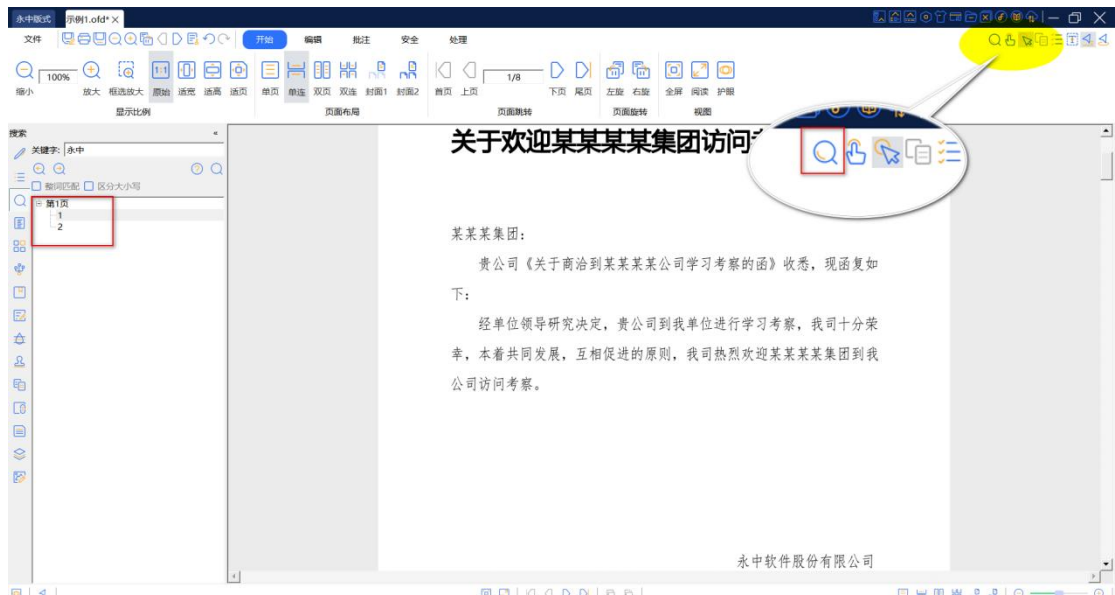 永中版式 示例1.ofd*
文件 开始 编辑 批注 安全 处理
100% 1:1 1/8
缩小 放大 框选放大 原始 适宽 适高 适页 单页 单连 双页 双连 封面1 封面2 首页 上页 下页 尾页 左旋 右旋 全屏 阅读 护眼
显示比例 页面布局 页面跳转 页面旋转 视图
搜索
关键字: 永中
整词匹配 区分大小写
第1页
1
2
关于欢迎某某某某集团访问
某某某集团：
贵公司《关于商洽到某某某某公司学习考察的函》收悉，现函复如
下：
经单位领导研究决定，贵公司到我单位进行学习考察，我司十分荣
幸，本着共同发展，互相促进的原则，我司热烈欢迎某某某某集团到我
公司访问考察。
永中软件股份有限公司